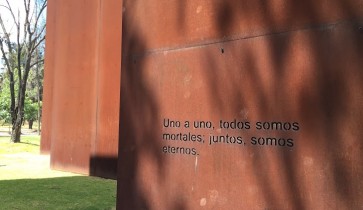 Uno a uno, todos somos
mortales; juntos, somos
eternos.